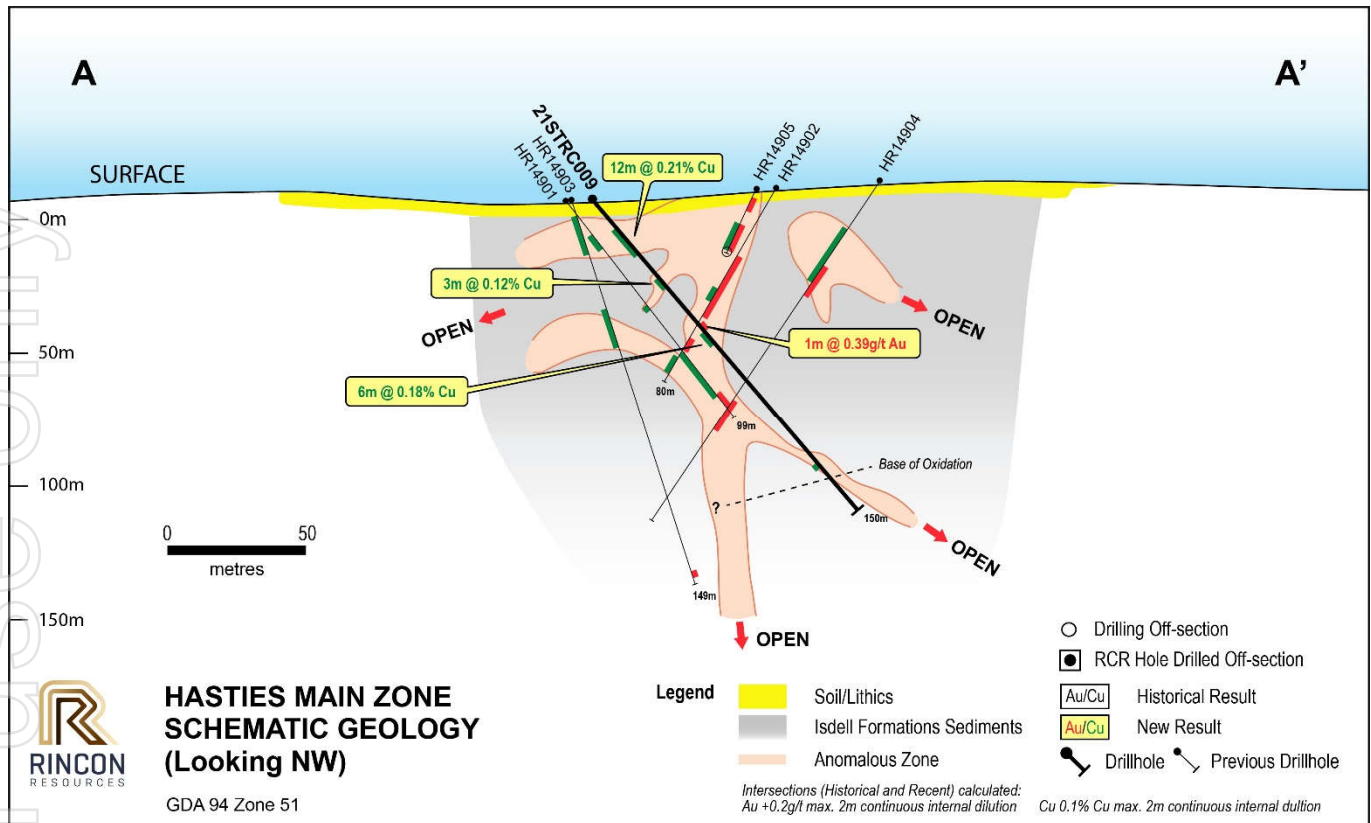 A
A'
SURFACE
HR14901
HR14903
21STRC009
HR14905
HR14902
HR14904
12m @ 0.21% Cu
3m @ 0.12% Cu
1m @ 0.39g/t Au
6m @ 0.18% Cu
0m
50m
100m
150m
OPEN
OPEN
OPEN
OPEN
80m
99m
149m
150m
Base of Oxidation
?
0 50
metres
RINCON
RESOURCES
HASTIES MAIN ZONE
SCHEMATIC GEOLOGY
(Looking NW)
GDA 94 Zone 51
Legend
Soil/Lithics
Isdell Formations Sediments
Anomalous Zone
Drilling Off-section
RCR Hole Drilled Off-section
Au/Cu Historical Result
Au/Cu New Result
Drillhole Previous Drillhole
Intersections (Historical and Recent) calculated:
Au +0.2g/t max. 2m continuous internal dilution Cu 0.1% Cu max. 2m continuous internal dultion